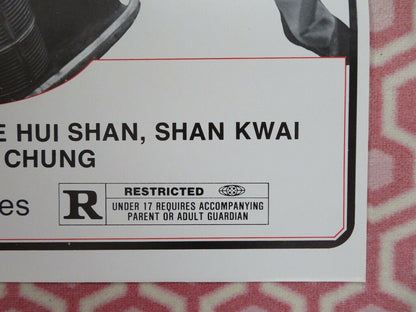 E HUI SHAN, SHAN KWAI
CHUNG
es
R
RESTRICTED
UNDER 17 REQUIRES ACCOMPANYING
PARENT OR ADULT GUARDIAN